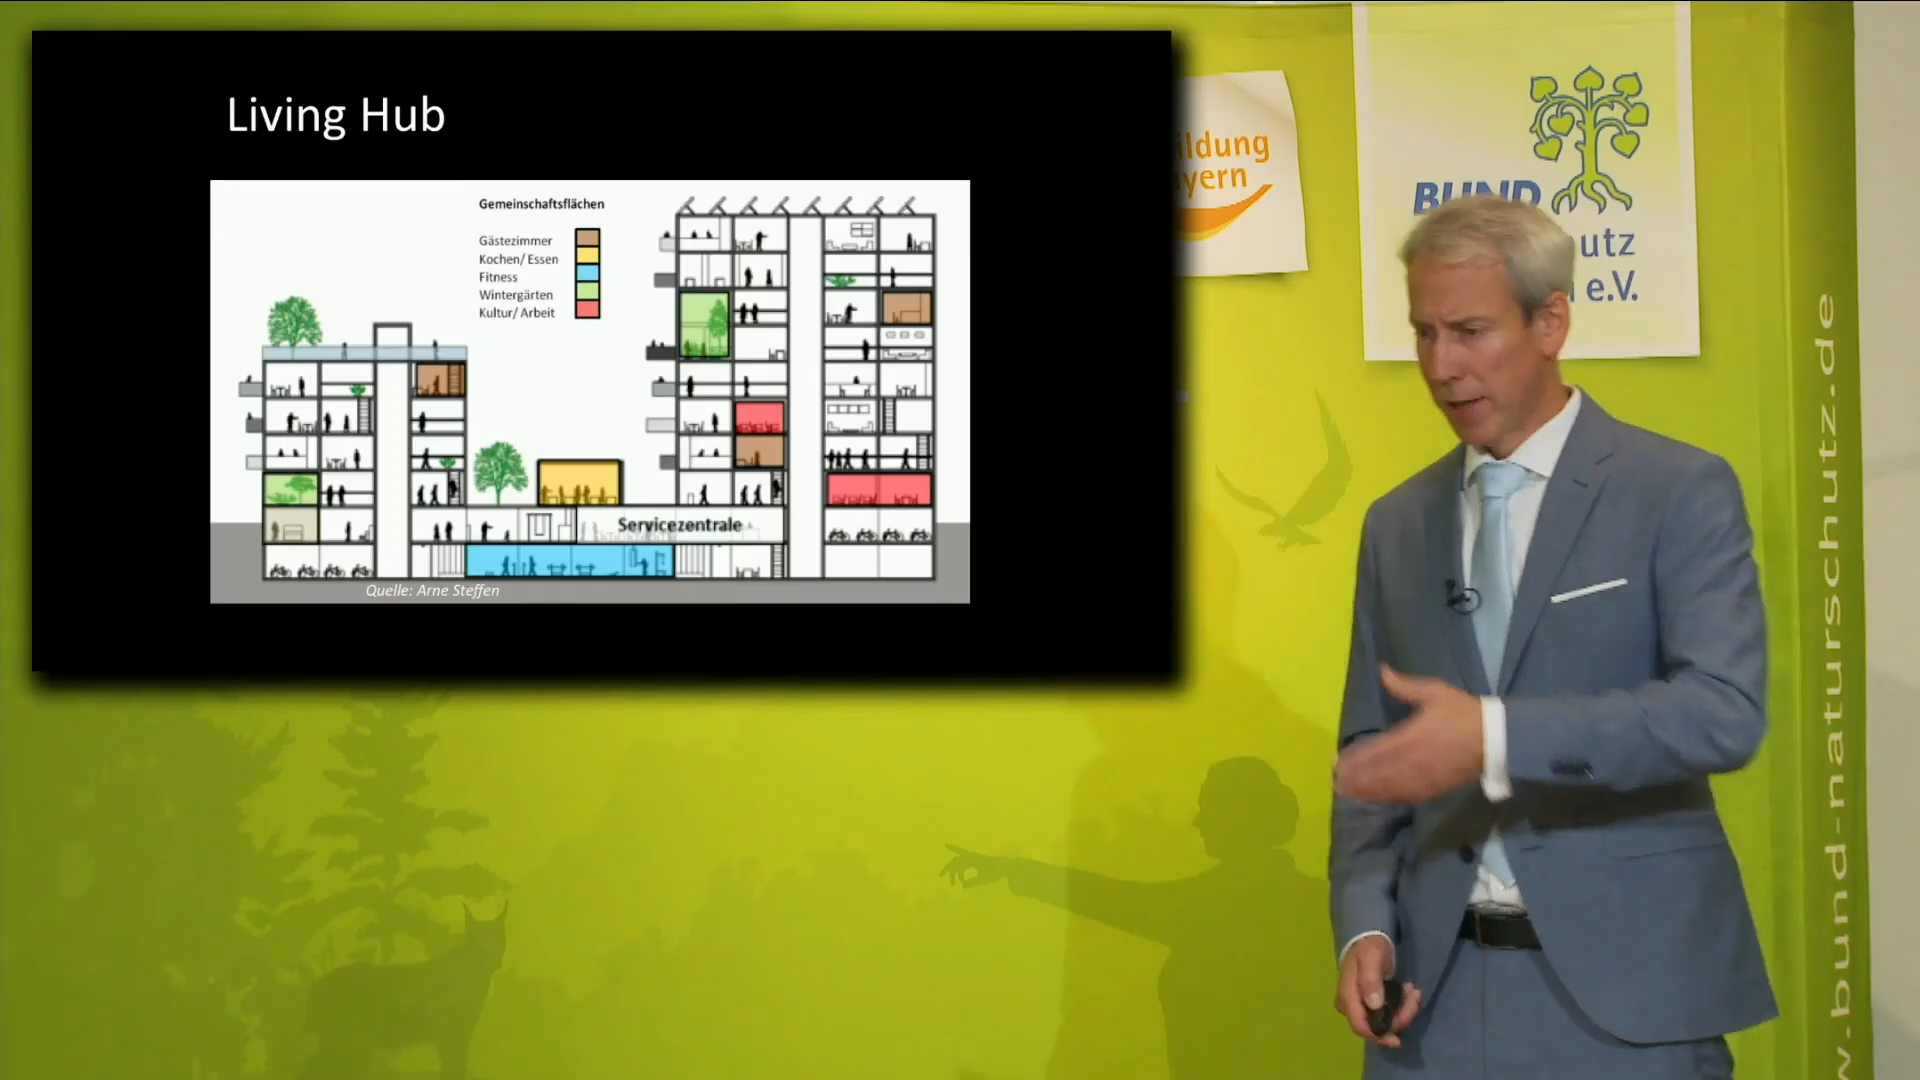 Living Hub
Gemeinschaftsflächen
Gästezimmer
Kochen/ Essen
Fitness
Wintergärten
Kultur/ Arbeit
Servicezentrale
Quelle: Arne Steffen
ildung
yern
BUND
utz
e.V.
w.bund-naturschutz.de